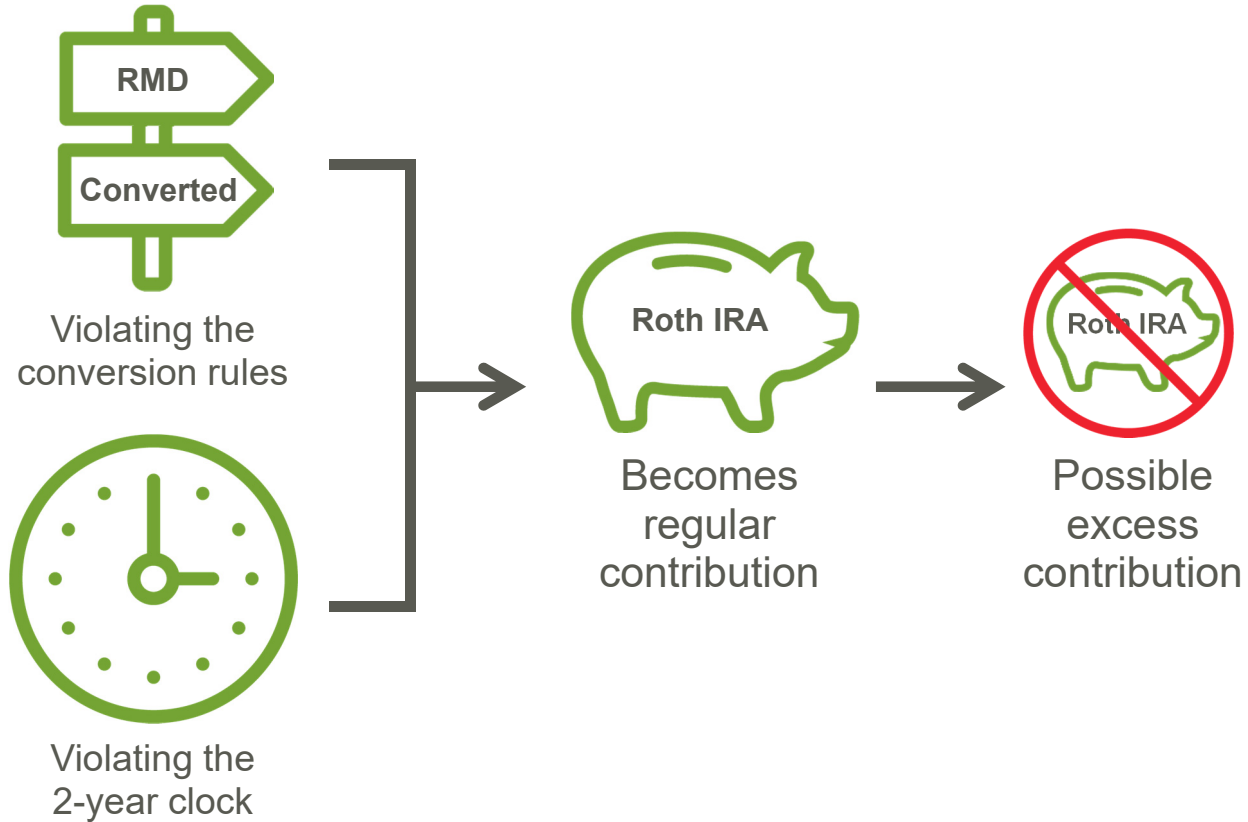 RMD
Converted
Violating the
conversion rules
Violating the
2-year clock
Roth IRA
Becomes
regular
contribution
Roth IRA
Possible
excess
contribution